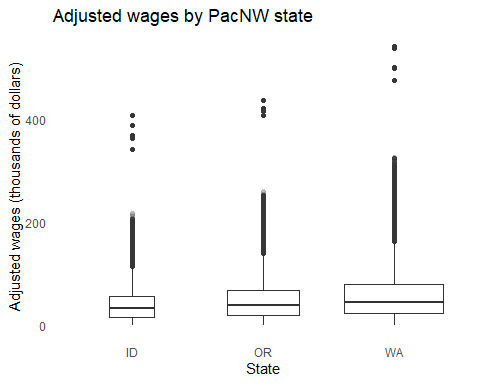 Adjusted wages by PacNW state
Adjusted wages (thousands of dollars)
400
200
0
ID OR WA
State